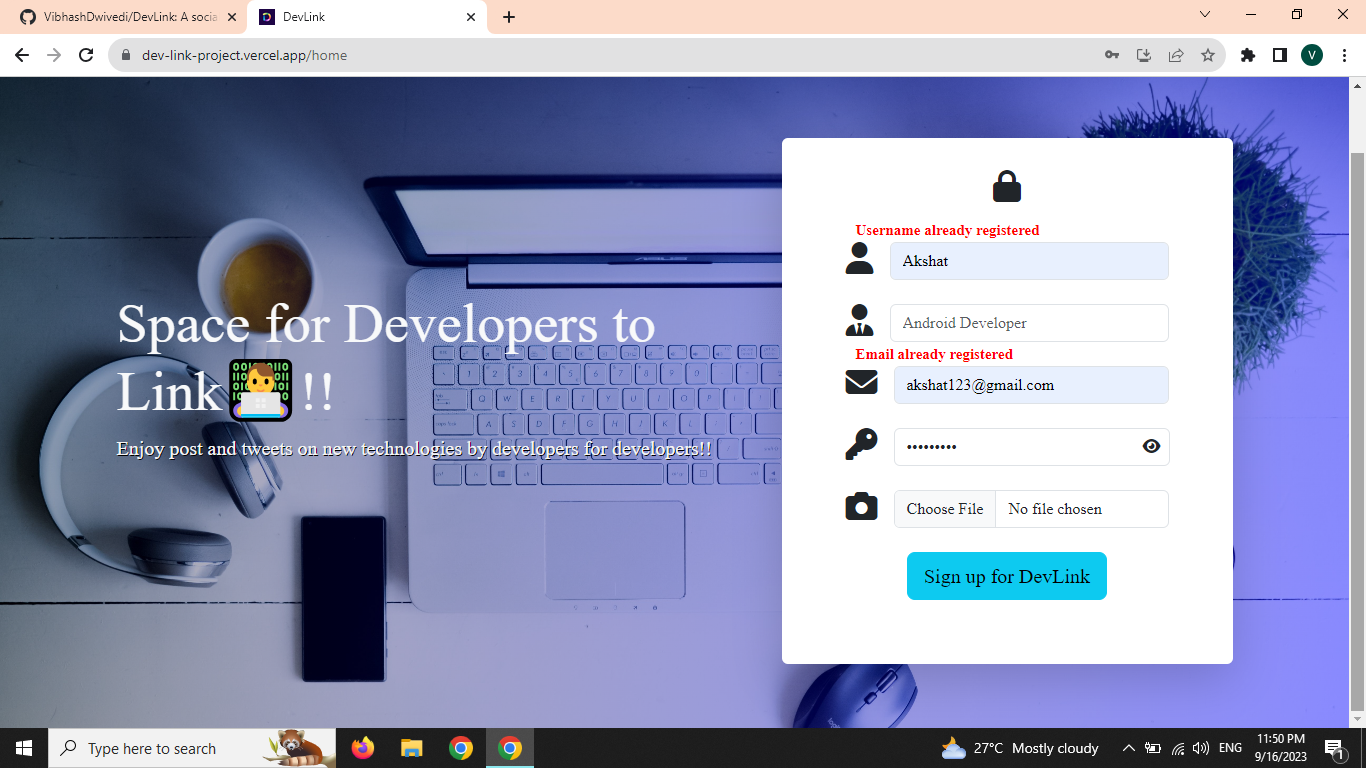 VibhashDwivedi/DevLink: A socia
DevLink
dev-link-project.vercel.app/home
V
Username already registered
Akshat
Android Developer
Email already registered
akshat123@gmail.com
•••••••••
Choose File No file chosen
Sign up for DevLink
Space for Developers to
Link👨‍💻!!
Enjoy post and tweets on new technologies by developers for developers!!
ASUS
Type here to search
27°C Mostly cloudy
ENG
11:50 PM
9/16/2023
1